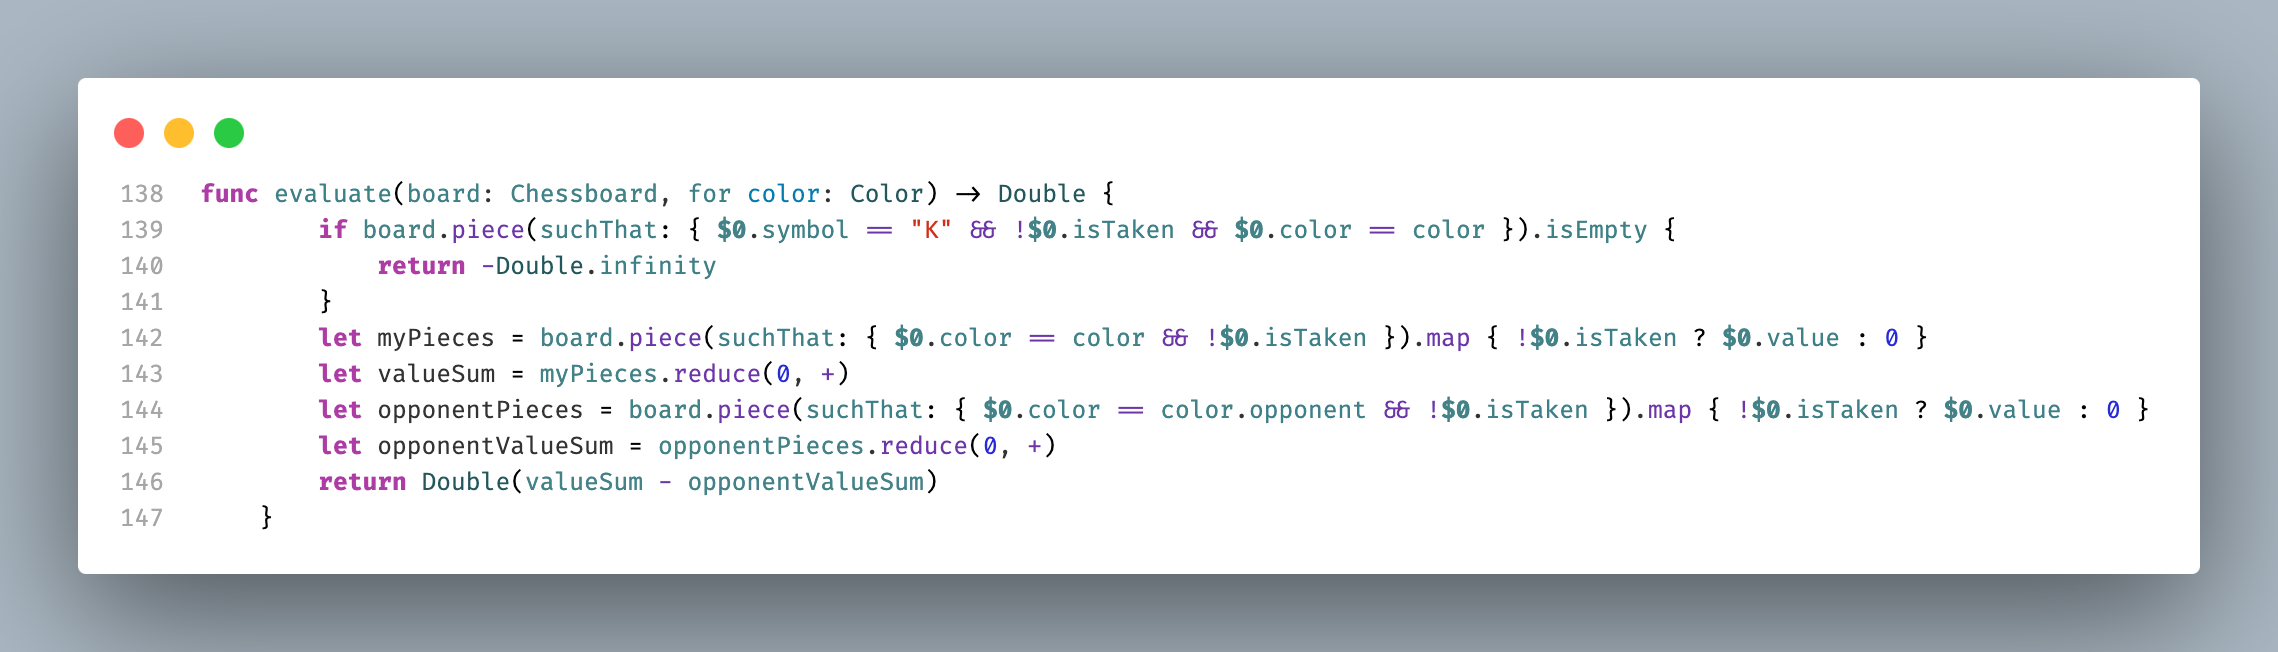 138 func evaluate(board: Chessboard, for color: Color) -> Double {
139         if board.piece(suchThat: { $0.symbol == "K" && !$0.isTaken && $0.color == color }).isEmpty {
140             return -Double.infinity
141         }
142         let myPieces = board.piece(suchThat: { $0.color == color && !$0.isTaken }).map { !$0.isTaken ? $0.value : 0 }
143         let valueSum = myPieces.reduce(0, +)
144         let opponentPieces = board.piece(suchThat: { $0.color == color.opponent && !$0.isTaken }).map { !$0.isTaken ? $0.value : 0 }
145         let opponentValueSum = opponentPieces.reduce(0, +)
146         return Double(valueSum - opponentValueSum)
147     }